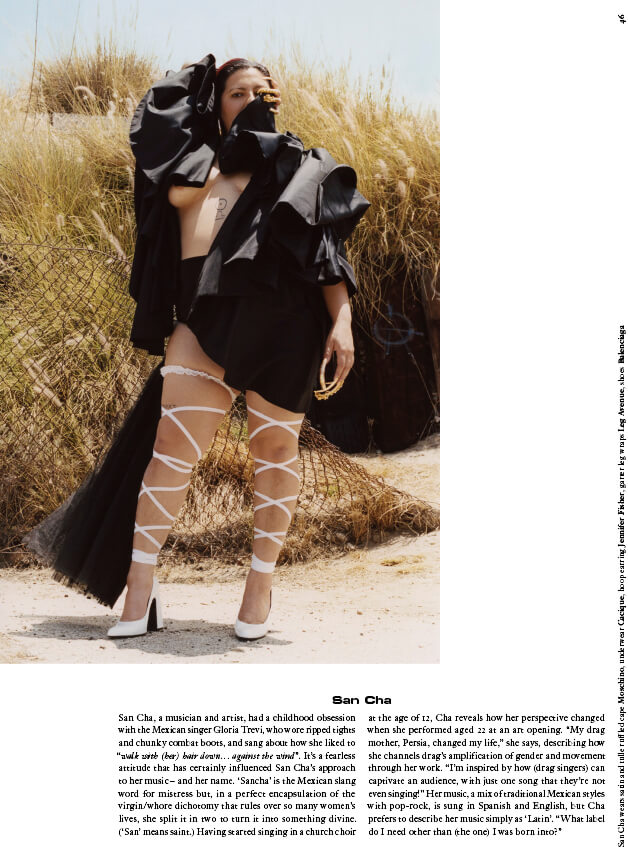 46
San Cha wears satin and tulle ruffled cape Moschino, underwear Cacique, hoop earring Jennifer Fisher, garter leg wraps Leg Avenue, shoes Balenciaga
San Cha
San Cha, a musician and artist, had a childhood obsession
with the Mexican singer Gloria Trevi, who wore ripped tights
and chunky combat boots, and sang about how she liked to
“walk with (her) hair down… against the wind”. It’s a fearless
attitude that has certainly influenced San Cha’s approach
to her music – and her name. ‘Sancha’ is the Mexican slang
word for mistress but, in a perfect encapsulation of the
virgin/whore dichotomy that rules over so many women’s
lives, she split it in two to turn it into something divine.
(‘San’ means saint.) Having started singing in a church choir
at the age of 12, Cha reveals how her perspective changed
when she performed aged 22 at an art opening. “My drag
mother, Persia, changed my life,” she says, describing how
she channels drag’s amplification of gender and movement
through her work. “I’m inspired by how (drag singers) can
captivate an audience, with just one song that they’re not
even singing!” Her music, a mix of traditional Mexican styles
with pop-rock, is sung in Spanish and English, but Cha
prefers to describe her music simply as ‘Latin’. “What label
do I need other than (the one) I was born into?”